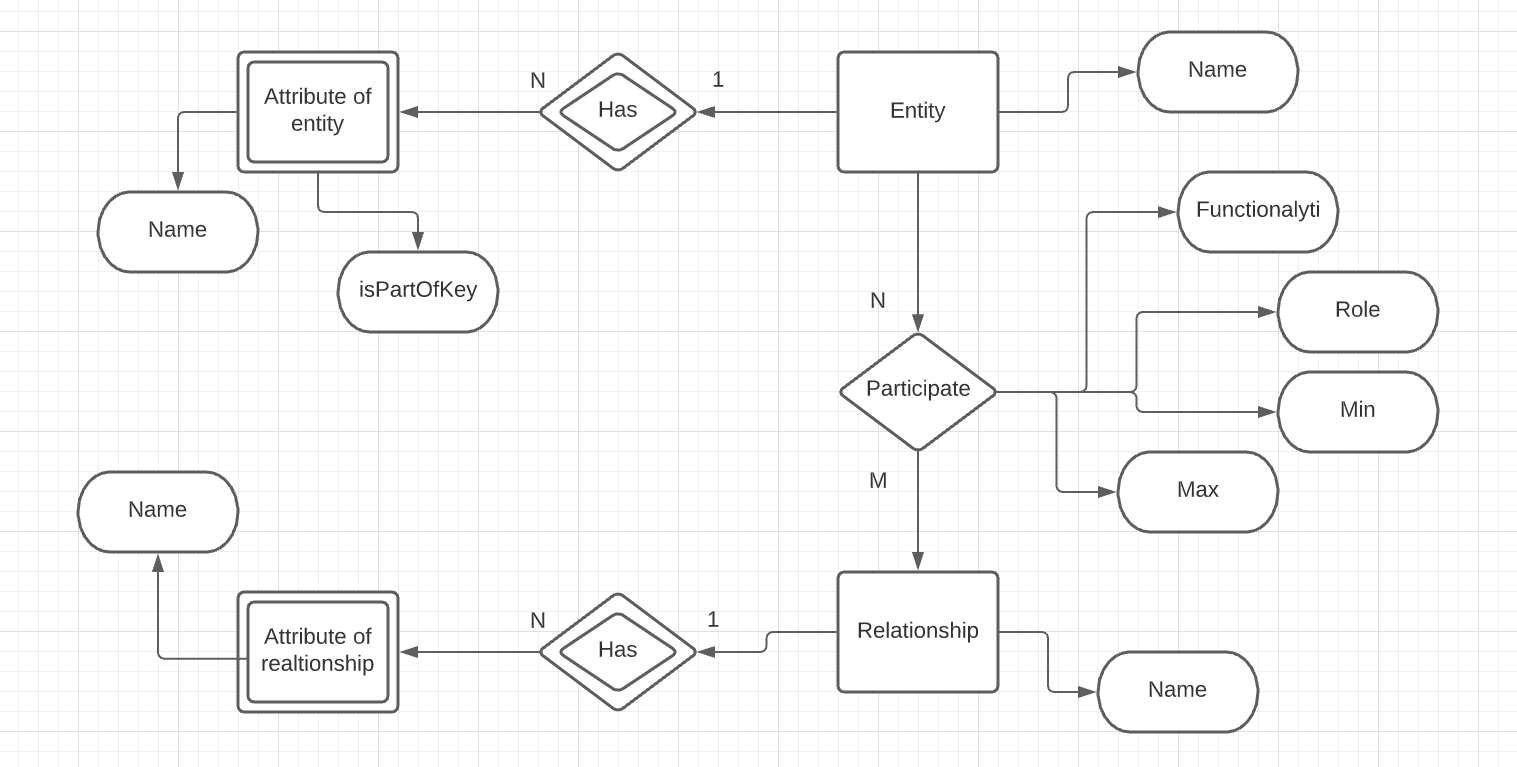 Name
N
1
Attribute of
entity
Has
Entity
Functionalyti
Name
isPartOfKey
N
Role
Participate
Min
M
Max
Name
N
1
Attribute of
realtionship
Has
Relationship
Name